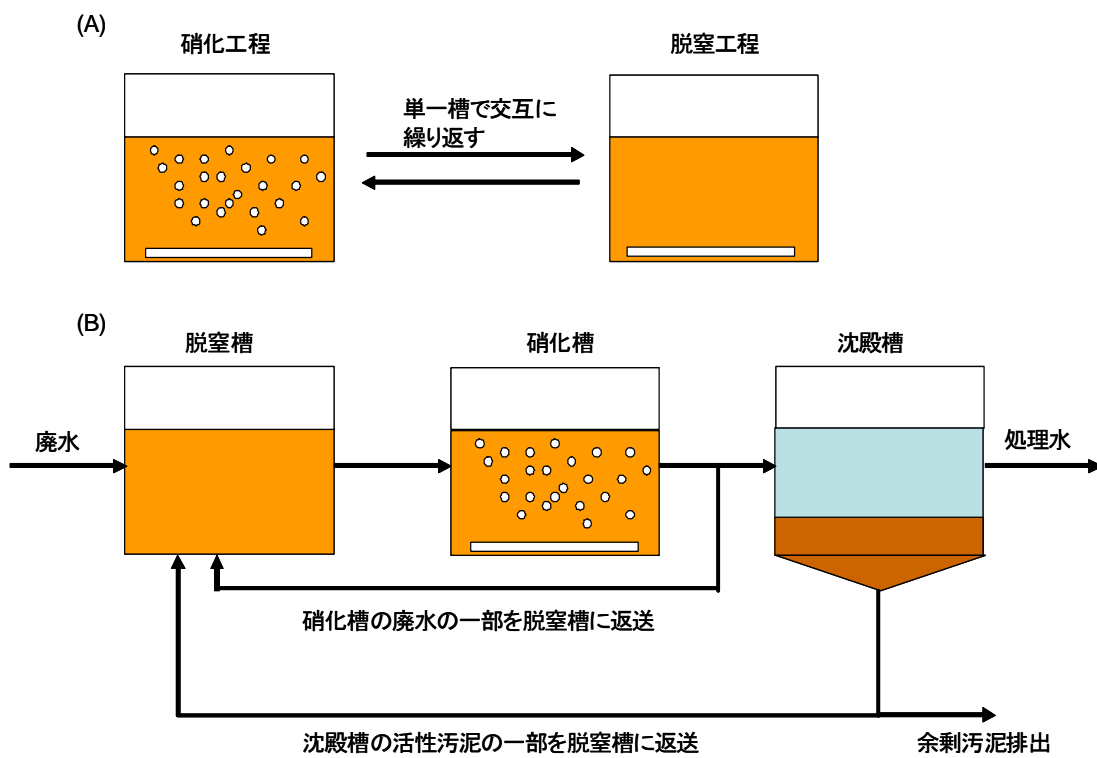 (A)
硝化工程
脱窒工程
単一槽で交互に
繰り返す
(B)
脱窒槽
硝化槽
沈殿槽
廃水
処理水
硝化槽の廃水の一部を脱窒槽に返送
沈殿槽の活性汚泥の一部を脱窒槽に返送
余剰汚泥排出